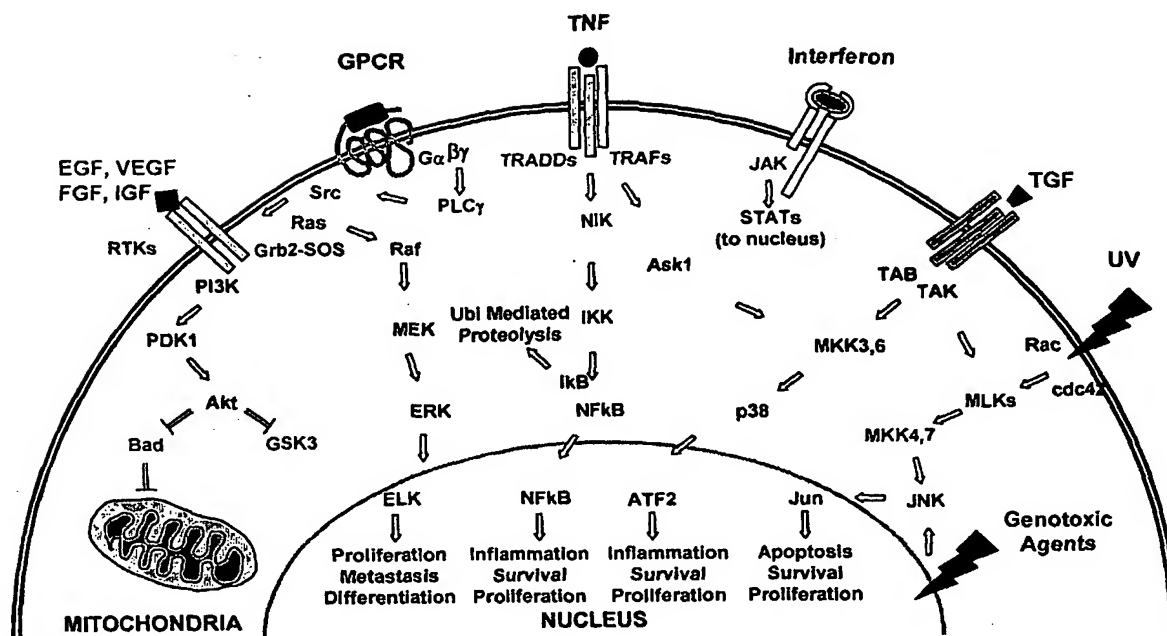 TNF
GPCR
Interferon
EGF, VEGF
FGF, IGF
Gα βγ
TRADDs
TRAFs
JAK
TGF
Src
PLCγ
Ras
NIK
STATs
(to nucleus)
RTKs
Grb2-SOS
Raf
UV
Ask1
TAB
TAK
PI3K
Ubi Mediated
Proteolysis
IKK
MEK
PDK1
MKK3,6
Rac
IkB
cdc42
MLKs
Akt
ERK
NFkB
p38
Bad
GSK3
MKK4,7
ELK
NFkB
ATF2
Jun
JNK
Genotoxic
Agents
Proliferation
Metastasis
Differentiation
Inflammation
Survival
Proliferation
Inflammation
Survival
Proliferation
Apoptosis
Survival
Proliferation
MITOCHONDRIA
NUCLEUS